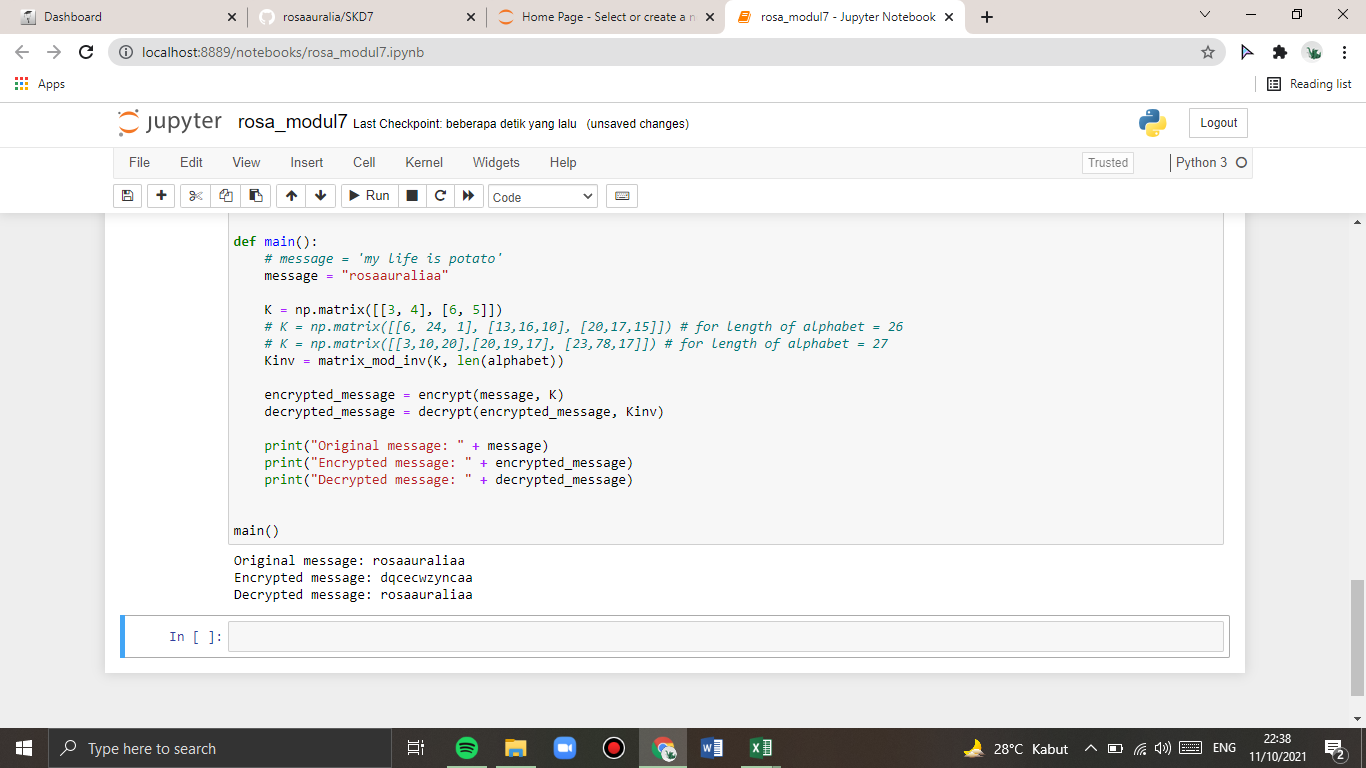 Dashboard
rosaauralia/SKD7
Home Page - Select or create a n
rosa_modul7 - Jupyter Notebook
localhost:8889/notebooks/rosa_modul7.ipynb
Apps
Reading list
jupyter rosa_modul7 Last Checkpoint: beberapa detik yang lalu (unsaved changes)
Logout
File Edit View Insert Cell Kernel Widgets Help
Trusted
Python 3
Run
Code
def main():
    # message = 'my life is potato'
    message = "rosaauraliaa"
    K = np.matrix([[3, 4], [6, 5]])
    # K = np.matrix([[6, 24, 1], [13,16,10], [20,17,15]]) # for length of alphabet = 26
    # K = np.matrix([[3,10,20],[20,19,17], [23,78,17]]) # for length of alphabet = 27
    Kinv = matrix_mod_inv(K, len(alphabet))
    encrypted_message = encrypt(message, K)
    decrypted_message = decrypt(encrypted_message, Kinv)
    print("Original message: " + message)
    print("Encrypted message: " + encrypted_message)
    print("Decrypted message: " + decrypted_message)
main()
Original message: rosaauraliaa
Encrypted message: dqcecwzyncaa
Decrypted message: rosaauraliaa
In [ ]:
Type here to search
28°C Kabut
ENG
22:38
11/10/2021
2